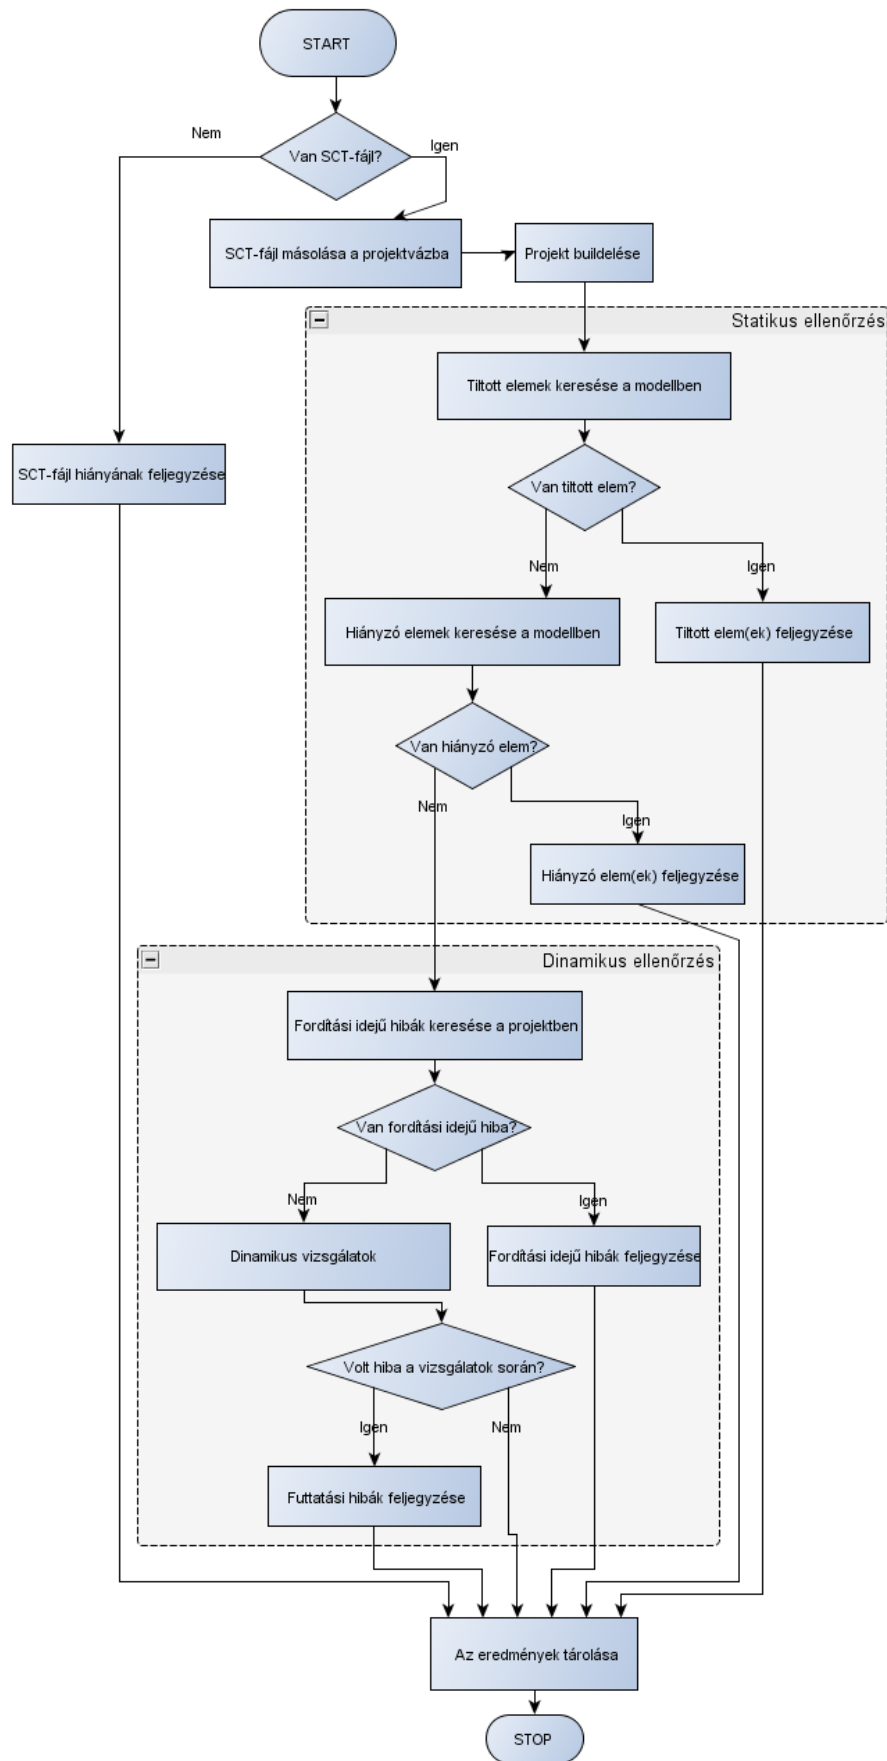 START
Nem
Van SCT-fájl?
Igen
SCT-fájl másolása a projektvázba
Projekt buildelése
Statikus ellenőrzés
Tiltott elemek keresése a modellben
SCT-fájl hiányának feljegyzése
Van tiltott elem?
Nem
Igen
Hiányzó elemek keresése a modellben
Tiltott elem(ek) feljegyzése
Van hiányzó elem?
Nem
Igen
Hiányzó elem(ek) feljegyzése
Dinamikus ellenőrzés
Fordítási idejű hibák keresése a projektben
Van fordítási idejű hiba?
Nem
Igen
Dinamikus vizsgálatok
Fordítási idejű hibák feljegyzése
Volt hiba a vizsgálatok során?
Igen
Nem
Futtatási hibák feljegyzése
Az eredmények tárolása
STOP